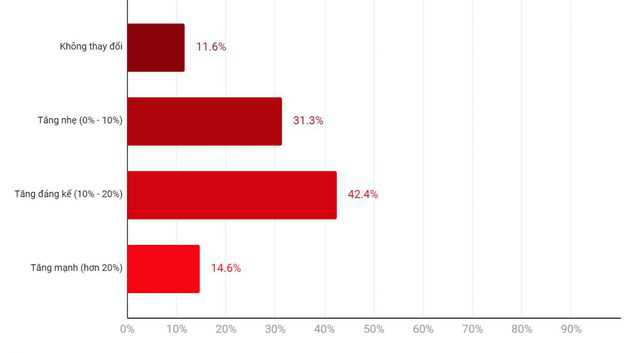 Không thay đổi
11.6%
Tăng nhẹ (0% - 10%)
31.3%
Tăng đáng kể (10% - 20%)
42.4%
Tăng mạnh (hơn 20%)
14.6%
0% 10% 20% 30% 40% 50% 60% 70% 80% 90%